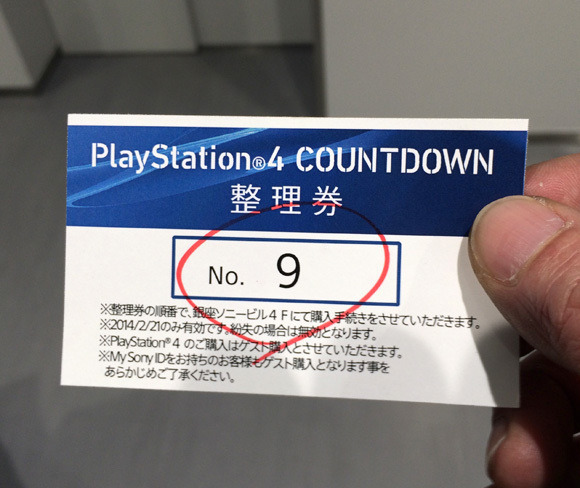 PlayStation®4 COUNTDOWN
整理券
No. 9
※整理券の順番で、銀座ソニービル4Fにて購入手続きをさせていただきます。
※2014/2/21のみ有効です。紛失の場合は無効となります。
※PlayStation®4 のご購入はゲスト購入とさせていただきます。
※My Sony IDをお持ちのお客様もゲスト購入となります事を
あらかじめご了承ください。